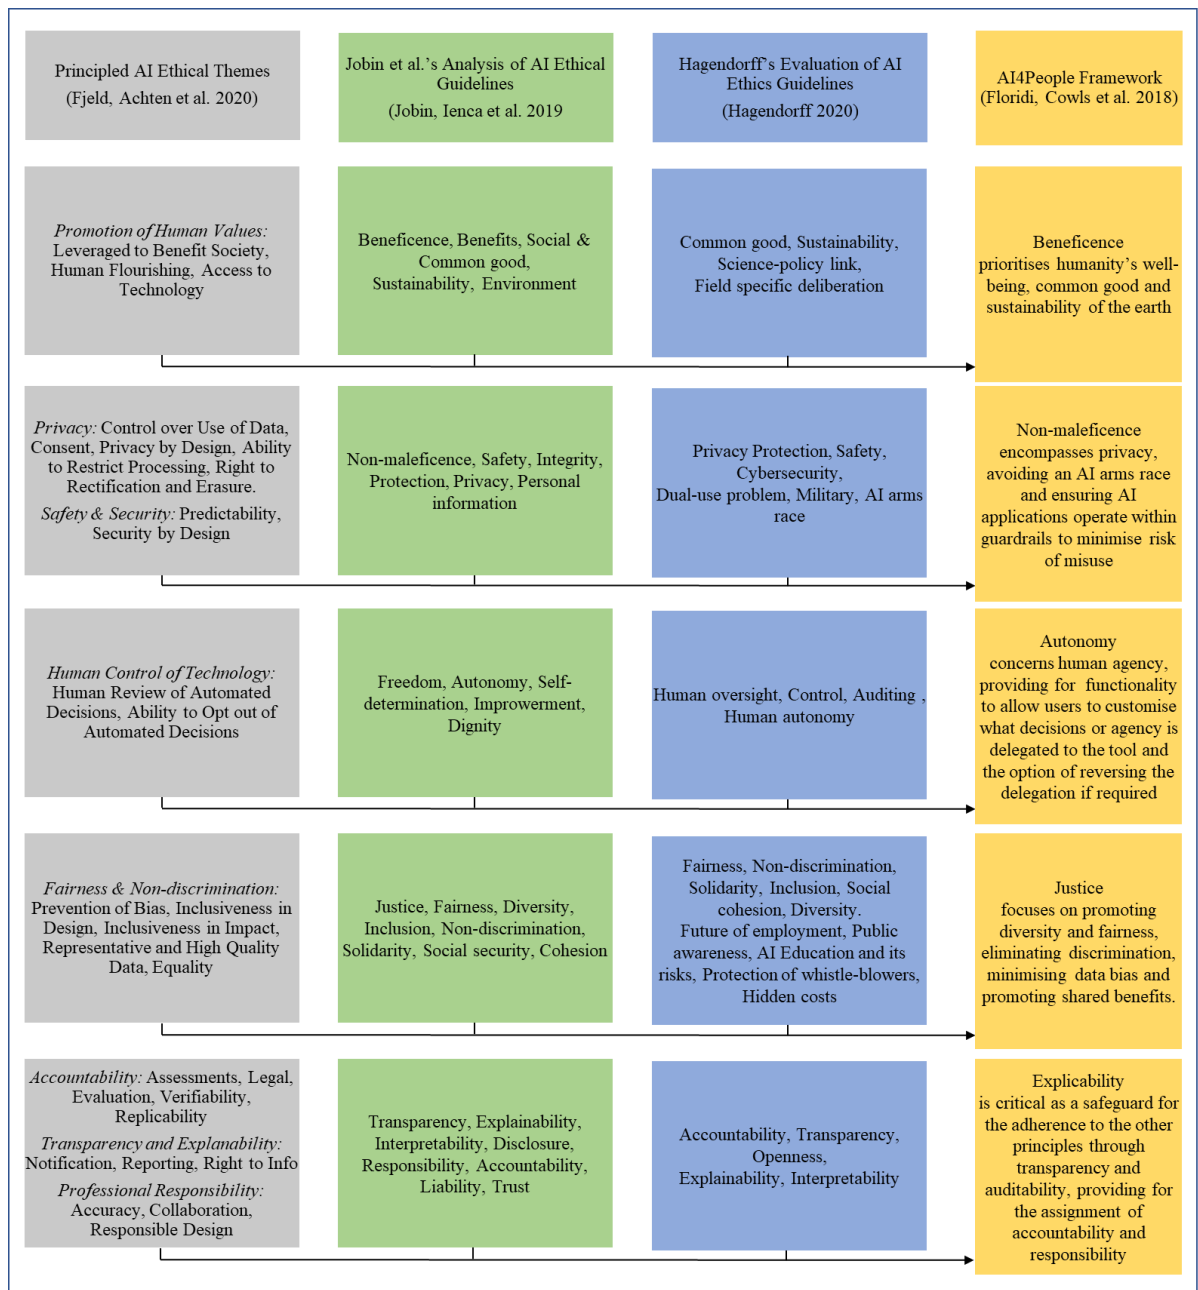 Principled AI Ethical Themes
(Fjeld, Achten et al. 2020)
Jobin et al.'s Analysis of AI Ethical
Guidelines
(Jobin, Ienca et al. 2019
Hagendorff's Evaluation of AI
Ethics Guidelines
(Hagendorff 2020)
AI4People Framework
(Floridi, Cowls et al. 2018)
Promotion of Human Values:
Leveraged to Benefit Society,
Human Flourishing, Access to
Technology
Beneficence, Benefits, Social &
Common good,
Sustainability, Environment
Common good, Sustainability,
Science-policy link,
Field specific deliberation
Beneficence
prioritises humanity's well-
being, common good and
sustainability of the earth
Privacy: Control over Use of Data,
Consent, Privacy by Design, Ability
to Restrict Processing, Right to
Rectification and Erasure.
Safety & Security: Predictability,
Security by Design
Non-maleficence, Safety, Integrity,
Protection, Privacy, Personal
information
Privacy Protection, Safety,
Cybersecurity,
Dual-use problem, Military, AI arms
race
Non-maleficence
encompasses privacy,
avoiding an AI arms race
and ensuring AI
applications operate within
guardrails to minimise risk
of misuse
Human Control of Technology:
Human Review of Automated
Decisions, Ability to Opt out of
Automated Decisions
Freedom, Autonomy, Self-
determination, Improwerment,
Dignity
Human oversight, Control, Auditing ,
Human autonomy
Autonomy
concerns human agency,
providing for functionality
to allow users to customise
what decisions or agency is
delegated to the tool and
the option of reversing the
delegation if required
Fairness & Non-discrimination:
Prevention of Bias, Inclusiveness in
Design, Inclusiveness in Impact,
Representative and High Quality
Data, Equality
Justice, Fairness, Diversity,
Inclusion, Non-discrimination,
Solidarity, Social security, Cohesion
Fairness, Non-discrimination,
Solidarity, Inclusion, Social
cohesion, Diversity.
Future of employment, Public
awareness, AI Education and its
risks, Protection of whistle-blowers,
Hidden costs
Justice
focuses on promoting
diversity and fairness,
eliminating discrimination,
minimising data bias and
promoting shared benefits.
Accountability: Assessments, Legal,
Evaluation, Verifiability,
Replicability
Transparency and Explanability:
Notification, Reporting, Right to Info
Professional Responsibility:
Accuracy, Collaboration,
Responsible Design
Transparency, Explainability,
Interpretability, Disclosure,
Responsibility, Accountability,
Liability, Trust
Accountability, Transparency,
Openness,
Explainability, Interpretability
Explicability
is critical as a safeguard for
the adherence to the other
principles through
transparency and
auditability, providing for
the assignment of
accountability and
responsibility